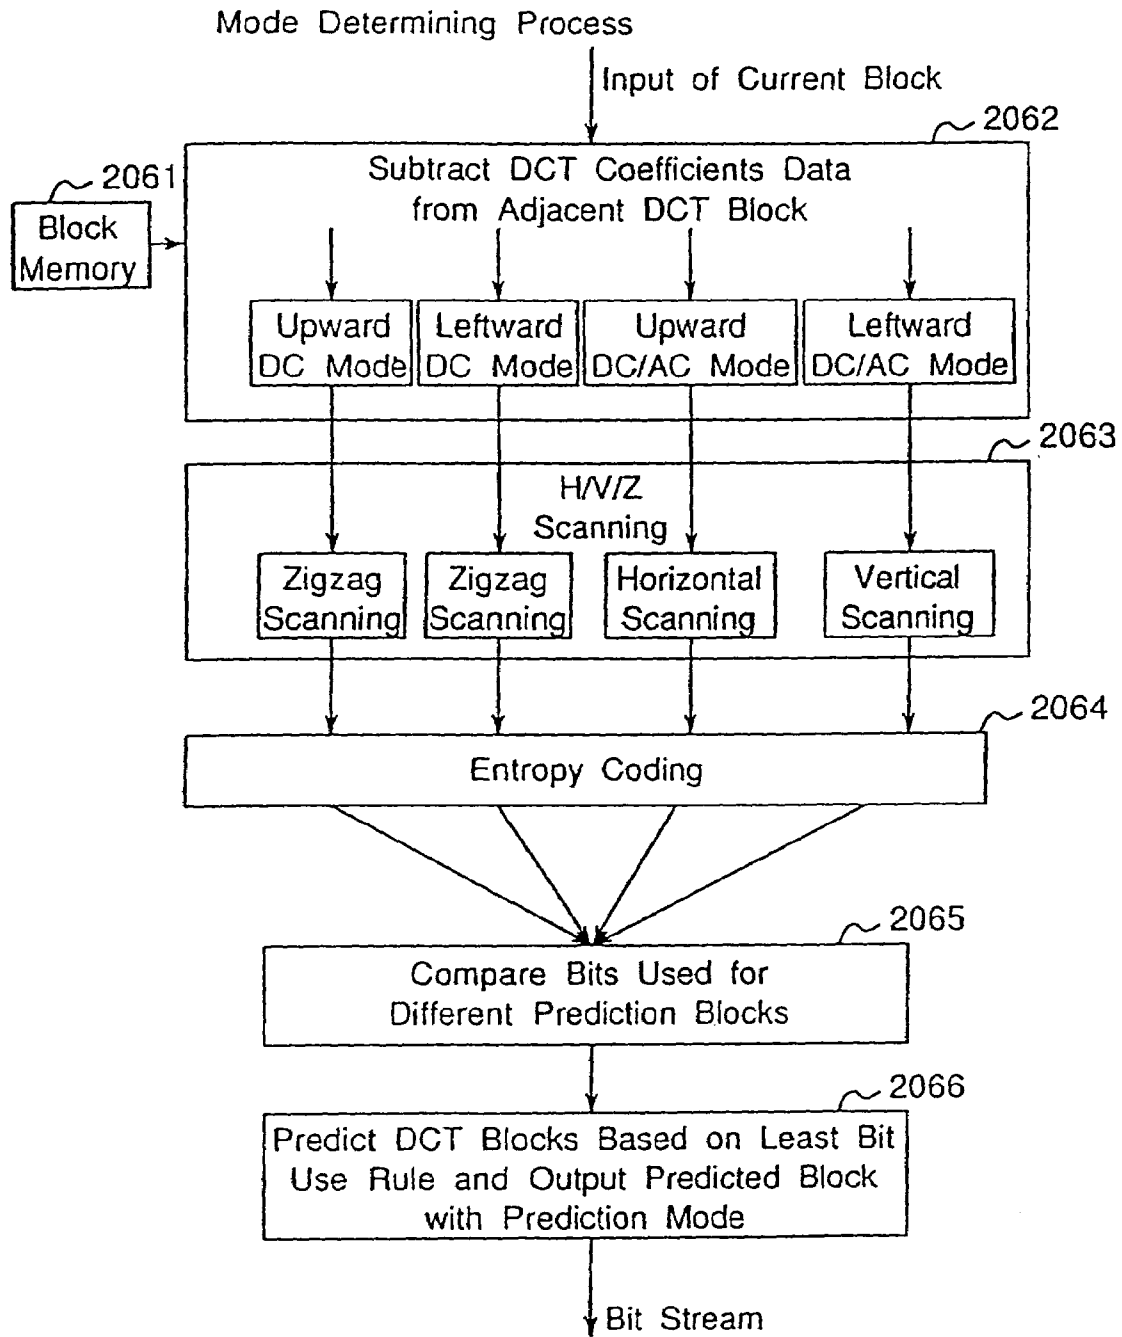 Mode Determining Process
Input of Current Block
2062
2061
Subtract DCT Coefficients Data
from Adjacent DCT Block
Block
Memory
Upward
DC Mode
Leftward
DC Mode
Upward
DC/AC Mode
Leftward
DC/AC Mode
2063
H/V/Z
Scanning
Zigzag
Scanning
Zigzag
Scanning
Horizontal
Scanning
Vertical
Scanning
2064
Entropy Coding
2065
Compare Bits Used for
Different Prediction Blocks
2066
Predict DCT Blocks Based on Least Bit
Use Rule and Output Predicted Block
with Prediction Mode
Bit Stream